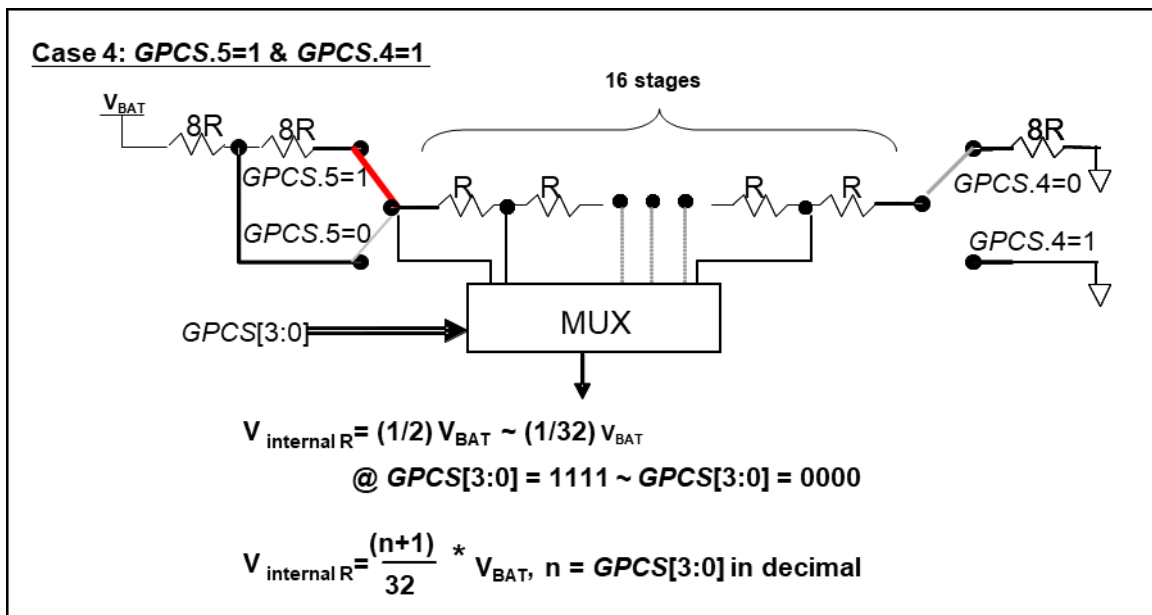 Case 4: GPCS.5=1 & GPCS.4=1
16 stages
VBAT
8R
8R
8R
GPCS.5=1
R
R
R
R
GPCS.4=0
GPCS.5=0
GPCS.4=1
MUX
GPCS[3:0]
V internal R= (1/2) VBAT ~ (1/32) VBAT
@ GPCS[3:0] = 1111 ~ GPCS[3:0] = 0000
V internal R= (n+1)/32 * VBAT, n = GPCS[3:0] in decimal